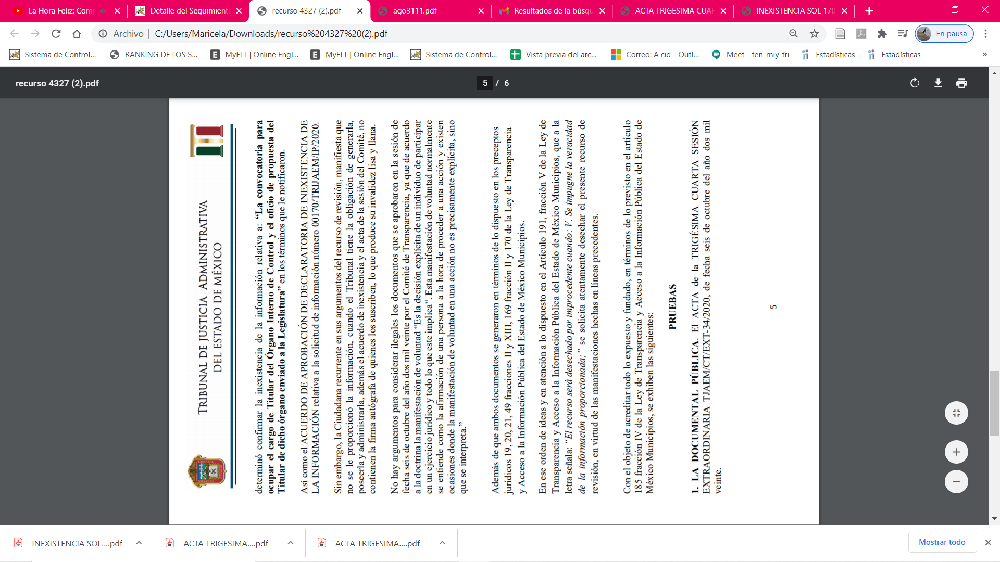 La Hora Feliz: Com
Detalle del Seguimient
recurso 4327 (2).pdf
ago3111.pdf
Resultados de la búsqu
ACTA TRIGESIMA CUAR
INEXISTENCIA SOL 170
Archivo | C:/Users/Maricela/Downloads/recurso%204327%20(2).pdf
En pausa
Sistema de Control...
RANKING DE LOS S...
MyELT | Online Engl...
MyELT | Online Engl...
Sistema de Control...
Vista previa del arc...
Correo: A cid - Outl...
Meet - ten-rniy-tri
Estadísticas
Estadísticas
»
recurso 4327 (2).pdf
5 / 6
TRIBUNAL DE JUSTICIA ADMINISTRATIVA
DEL ESTADO DE MÉXICO
determinó confirmar la inexistencia de la información relativa a: “La convocatoria para
ocupar el cargo de Titular del Órgano Interno de Control y el oficio de propuesta del
Titular de dicho órgano enviado a la Legislatura” en los términos que le notificaron.
Así como el ACUERDO DE APROBACIÓN DE DECLARATORIA DE INEXISTENCIA DE
LA INFORMACIÓN relativa a la solicitud de información número 00170/TRIJAEM/IP/2020.
Sin embargo, la Ciudadana recurrente en sus argumentos del recurso de revisión, manifiesta que
no se le proporcionó la información, cuando el Tribunal tiene la obligación de generarla,
poseerla y administrarla, además el acuerdo de inexistencia y el acta de la sesión del Comité, no
contienen la firma autógrafa de quienes los suscriben, lo que produce su invalidez lisa y llana.
No hay argumentos para considerar ilegales los documentos que se aprobaron en la sesión de
fecha seis de octubre del año dos mil veinte por el Comité de Transparencia, ya que de acuerdo
a la doctrina la manifestación de voluntad “Es la decisión explícita de un individuo de participar
en un ejercicio jurídico y todo lo que este implica”. Esta manifestación de voluntad normalmente
se entiende como la afirmación de una persona a la hora de proceder a una acción y existen
ocasiones donde la manifestación de voluntad en una acción no es precisamente explícita, sino
que se interpreta.”
Además de que ambos documentos se generaron en términos de lo dispuesto en los preceptos
jurídicos 19, 20, 21, 49 fracciones II y XIII, 169 fracción II y 170 de la Ley de Transparencia
y Acceso a la Información Pública del Estado de México Municipios.
En ese orden de ideas y en atención a lo dispuesto en el Artículo 191, fracción V de la Ley de
Transparencia y Acceso a la Información Pública del Estado de México Municipios, que a la
letra señala: “El recurso será desechado por improcedente cuando: V. Se impugne la veracidad
de la información proporcionada;” se solicita atentamente desechar el presente recurso de
revisión, en virtud de las manifestaciones hechas en líneas precedentes.
Con el objeto de acreditar todo lo expuesto y fundado, en términos de lo previsto en el artículo
185 fracción IV de la Ley de Transparencia y Acceso a la Información Pública del Estado de
México Municipios, se exhiben las siguientes:
PRUEBAS
1. LA DOCUMENTAL PÚBLICA. El ACTA de la TRIGÉSIMA CUARTA SESIÓN
EXTRAORDINARIA TJAEM/CT/EXT-34/2020, de fecha seis de octubre del año dos mil
veinte.
5
INEXISTENCIA SOL....pdf
ACTA TRIGESIMA....pdf
ACTA TRIGESIMA....pdf
Mostrar todo